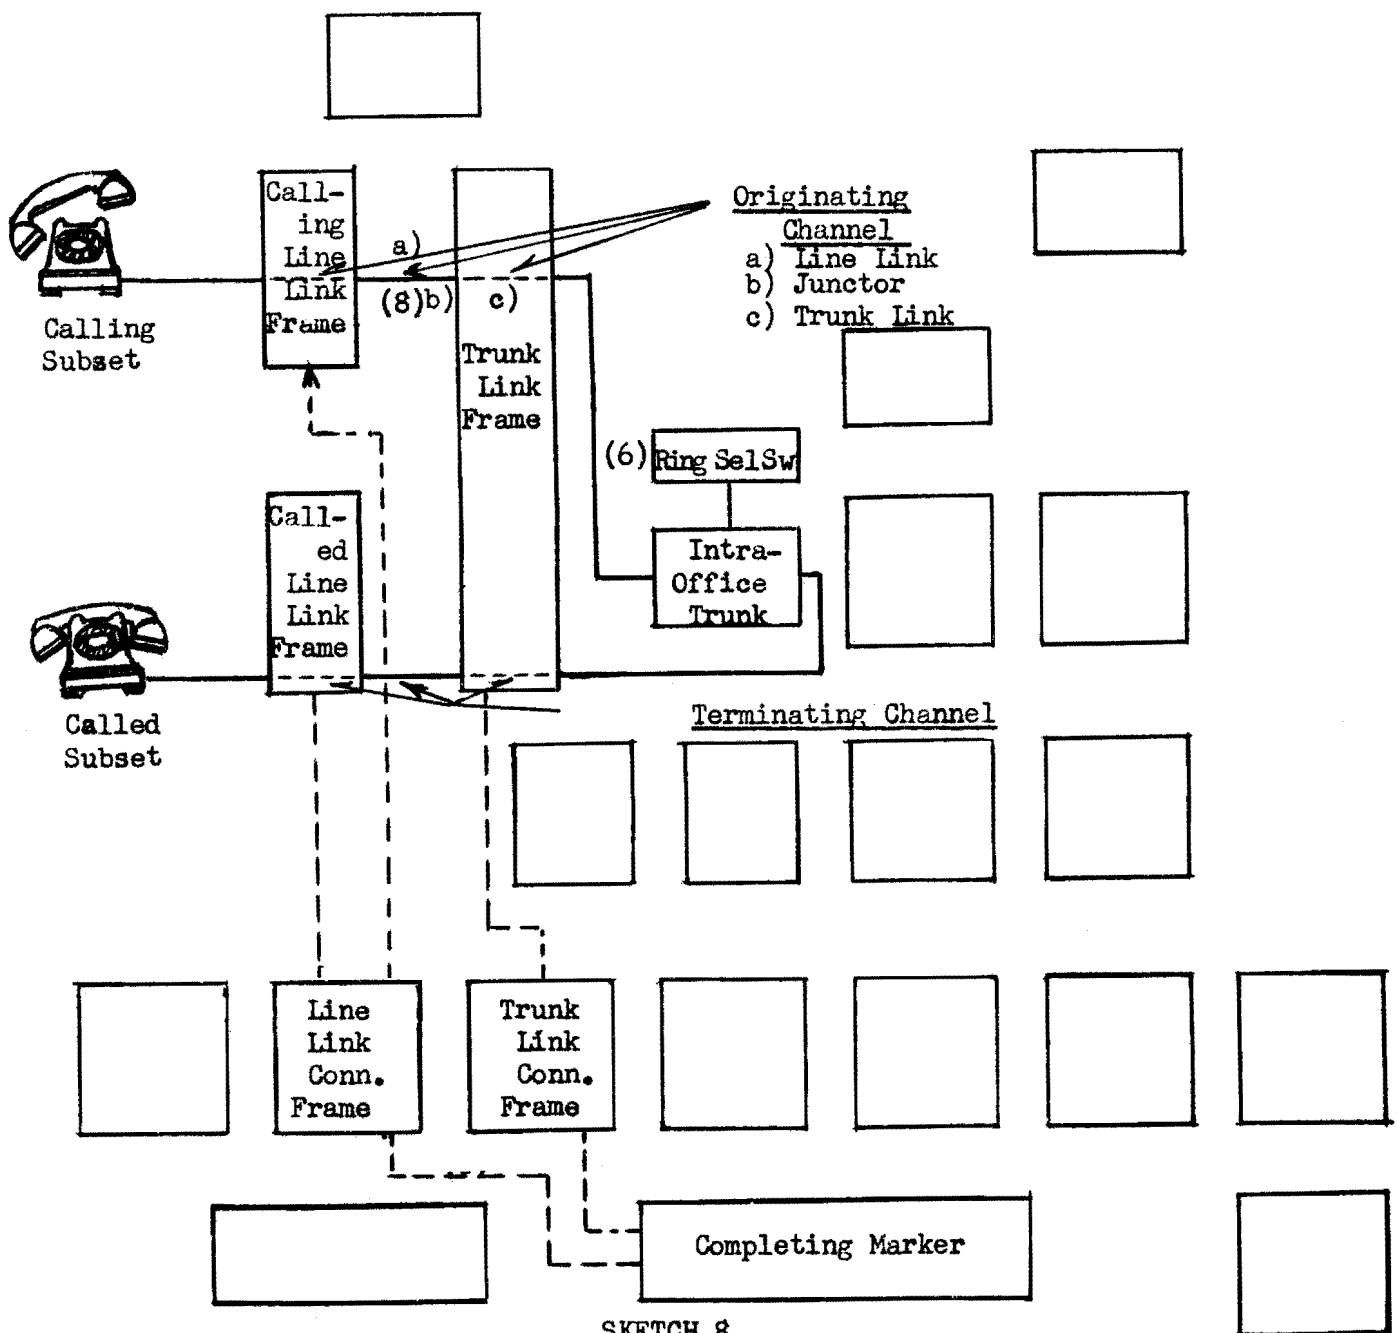 Call-
ing
Line
Link
Frame
a)
(8)b)
c)
Originating
Channel
a) Line Link
b) Junctor
c) Trunk Link
Calling
Subset
Trunk
Link
Frame
(6)
Ring Sel Sw
Call-
ed
Line
Link
Frame
Intra-
Office
Trunk
Called
Subset
Terminating Channel
Line
Link
Conn.
Frame
Trunk
Link
Conn.
Frame
Completing Marker
SKETCH 8